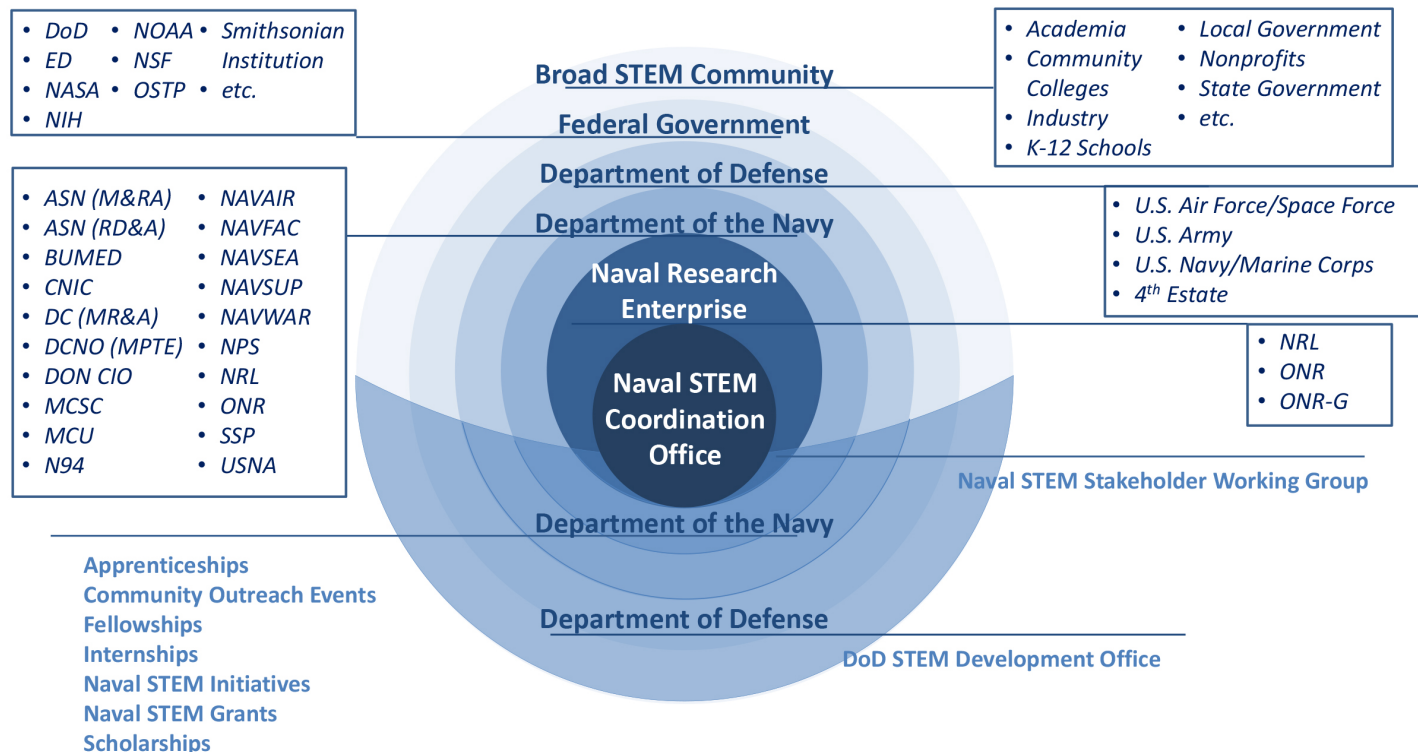 • DoD
• ED
• NASA
• NIH
• NOAA
• NSF
• OSTP
• Smithsonian
Institution
• etc.
Broad STEM Community
• Academia
• Community
Colleges
• Industry
• K-12 Schools
• Local Government
• Nonprofits
• State Government
• etc.
Federal Government
Department of Defense
• U.S. Air Force/Space Force
• U.S. Army
• U.S. Navy/Marine Corps
• 4th Estate
Department of the Navy
• ASN (M&RA)
• ASN (RD&A)
• BUMED
• CNIC
• DC (MR&A)
• DCNO (MPTE)
• DON CIO
• MCSC
• MCU
• N94
• NAVAIR
• NAVFAC
• NAVSEA
• NAVSUP
• NAVWAR
• NPS
• NRL
• ONR
• SSP
• USNA
Naval Research
Enterprise
• NRL
• ONR
• ONR-G
Naval STEM
Coordination
Office
Naval STEM Stakeholder Working Group
Department of the Navy
Apprenticeships
Community Outreach Events
Fellowships
Internships
Naval STEM Initiatives
Naval STEM Grants
Scholarships
Department of Defense
DoD STEM Development Office